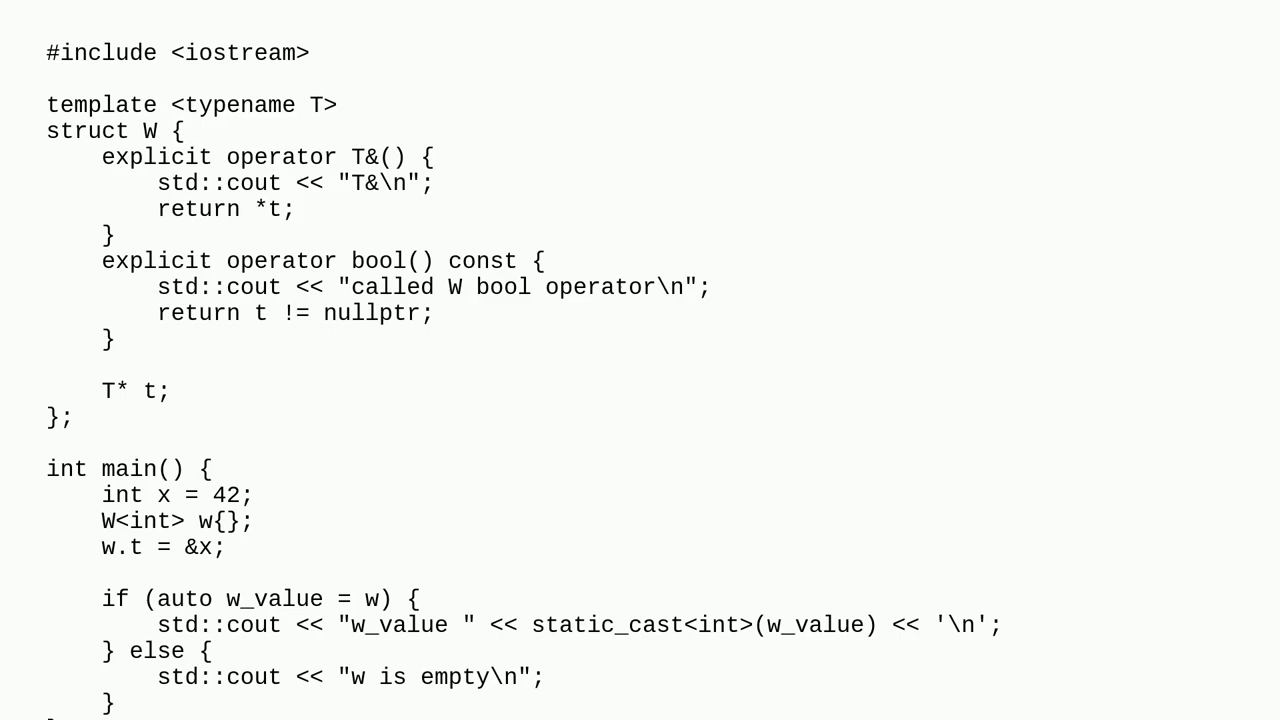 #include <iostream>

template <typename T>
struct W {
    explicit operator T&() {
        std::cout << "T&\n";
        return *t;
    }
    explicit operator bool() const {
        std::cout << "called W bool operator\n";
        return t != nullptr;
    }

    T* t;
};

int main() {
    int x = 42;
    W<int> w{};
    w.t = &x;

    if (auto w_value = w) {
        std::cout << "w_value " << static_cast<int>(w_value) << '\n';
    } else {
        std::cout << "w is empty\n";
    }